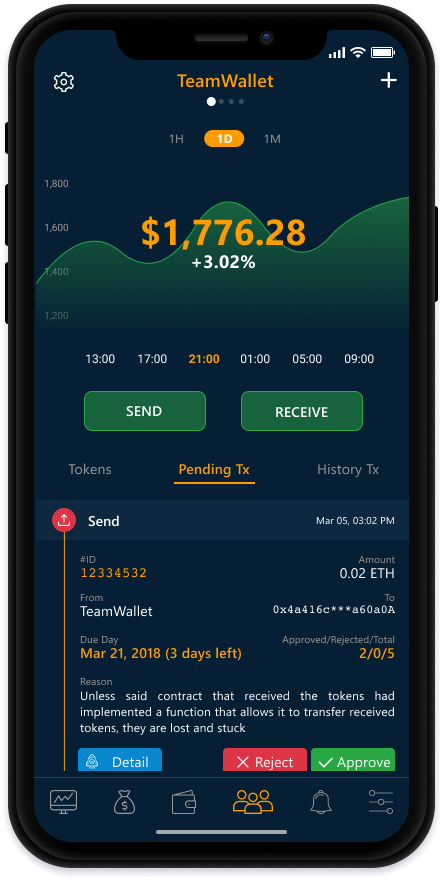 TeamWallet
1H 1D 1M
1,800
1,600
$1,776.28
+3.02%
1,400
1,200
13:00 17:00 21:00 01:00 05:00 09:00
SEND RECEIVE
Tokens Pending Tx History Tx
Send Mar 05, 03:02 PM
#ID Amount
12334532 0.02 ETH
From To
TeamWallet 0x4a416c***a60a0A
Due Day Approved/Rejected/Total
Mar 21, 2018 (3 days left) 2/0/5
Reason
Unless said contract that received the tokens had
implemented a function that allows it to transfer received
tokens, they are lost and stuck
Detail Reject Approve